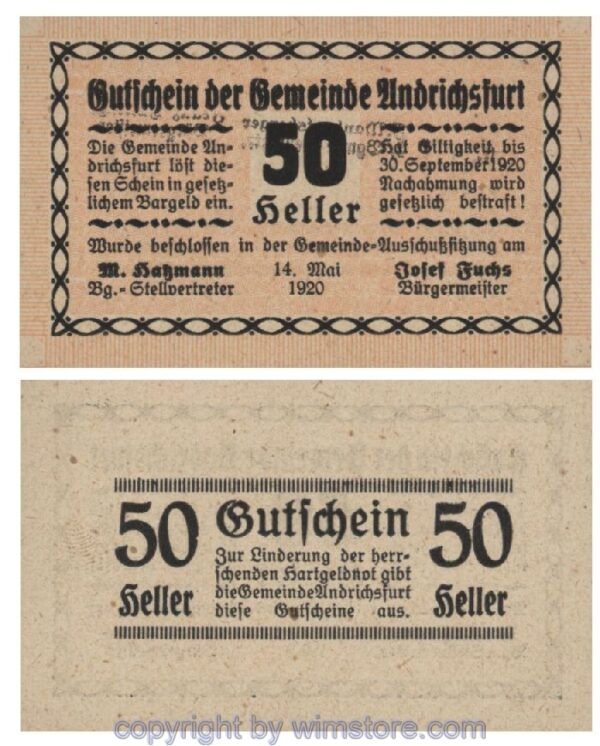 Gutschein der Gemeinde Andrichsfurt
50
Heller
Die Gemeinde An-
drichsfurt löst die-
sen Schein in gesetz-
lichem Bargeld ein.
Hat Giltigkeit bis
30. September 1920
Nachahmung wird
gesetzlich bestraft!
Wurde beschlossen in der Gemeinde-Ausschußsitzung am
M. Hatzmann
Bg.-Stellvertreter
14. Mai
1920
Josef Fuchs
Bürgermeister
50
Heller
Gutschein
Zur Linderung der herr-
schenden Hartgeldnot gibt
die Gemeinde Andrichsfurt
diese Gutscheine aus.
50
Heller
copyright by wimstore.com